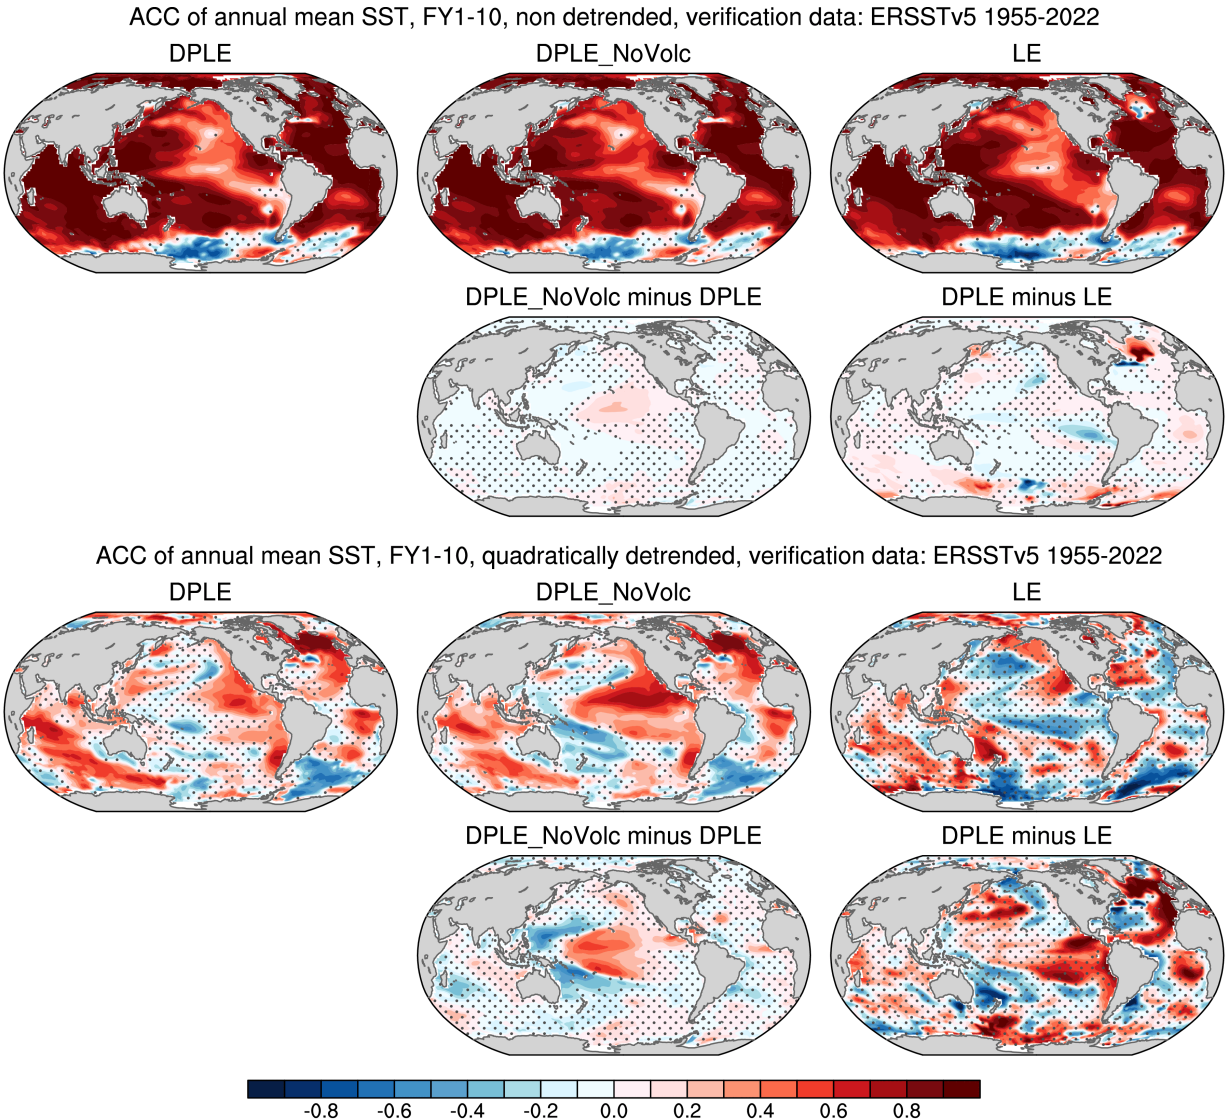 ACC of annual mean SST, FY1-10, non detrended, verification data: ERSSTv5 1955-2022
DPLE DPLE_NoVolc LE
DPLE_NoVolc minus DPLE DPLE minus LE
ACC of annual mean SST, FY1-10, quadratically detrended, verification data: ERSSTv5 1955-2022
DPLE DPLE_NoVolc LE
DPLE_NoVolc minus DPLE DPLE minus LE
-0.8 -0.6 -0.4 -0.2 0.0 0.2 0.4 0.6 0.8